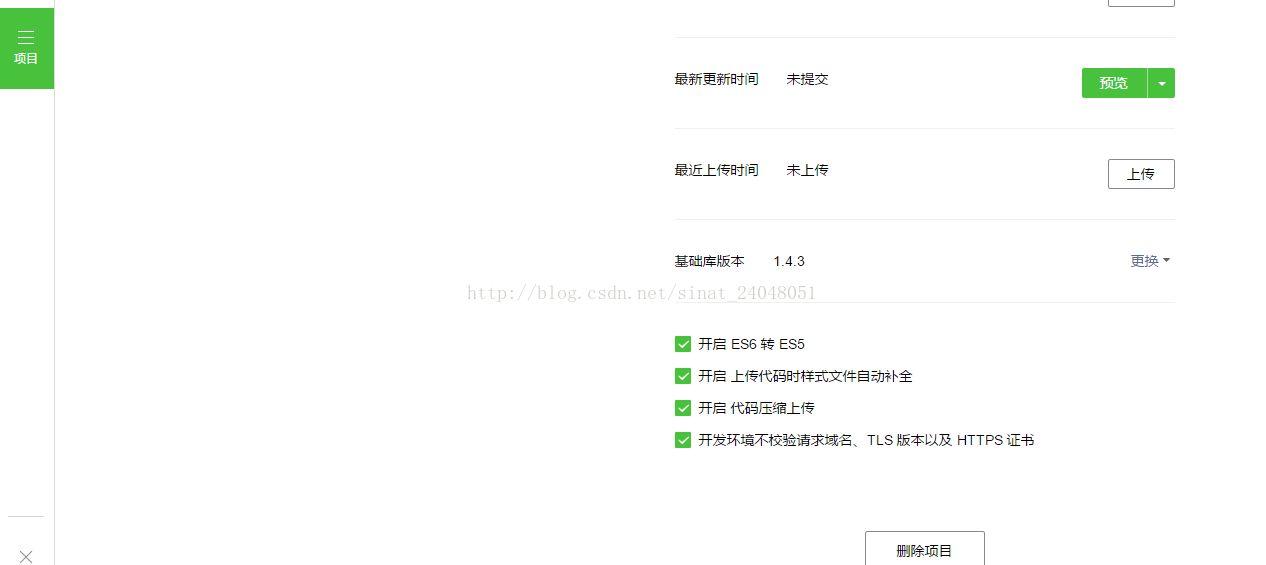 项目
最新更新时间 未提交 预览
最近上传时间 未上传 上传
基础库版本 1.4.3 更换
http://blog.csdn.net/sinat_24048051
开启 ES6 转 ES5
开启 上传代码时样式文件自动补全
开启 代码压缩上传
开发环境不校验请求域名、TLS 版本以及 HTTPS 证书
删除项目